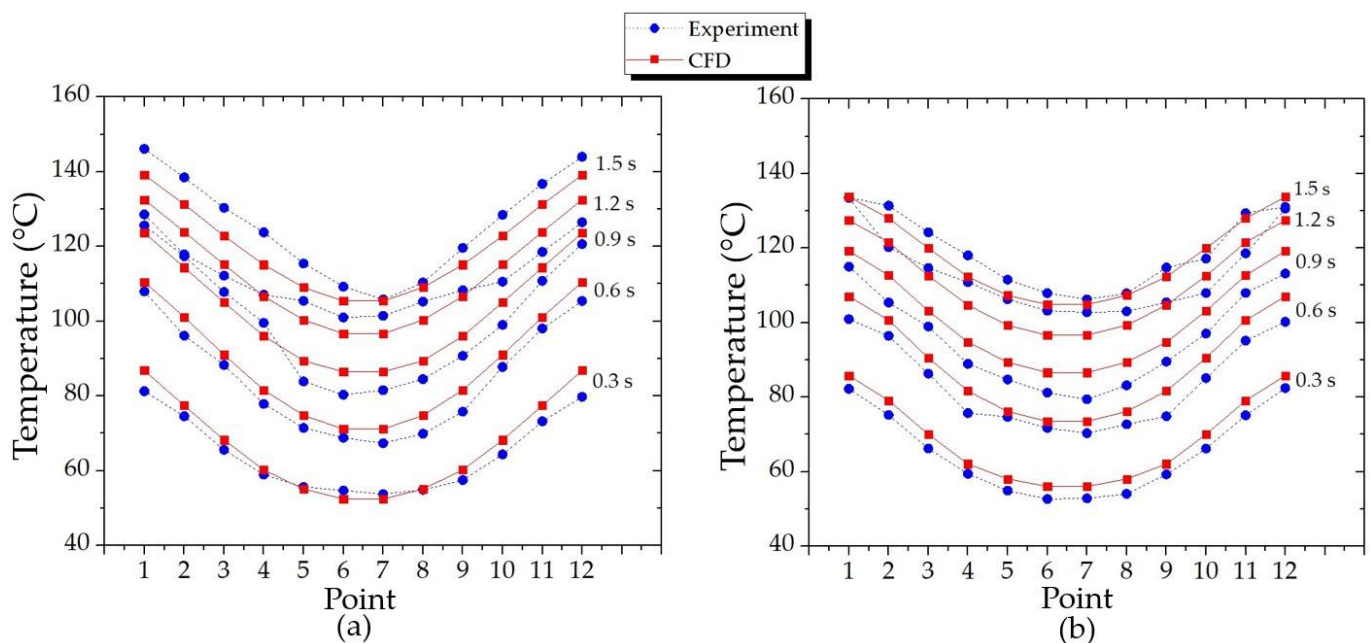 Experiment
CFD
160
140
120
100
80
60
40
Temperature (°C)
1.5 s
1.2 s
0.9 s
0.6 s
0.3 s
1 2 3 4 5 6 7 8 9 10 11 12
Point
(a)
160
140
120
100
80
60
40
Temperature (°C)
1.5 s
1.2 s
0.9 s
0.6 s
0.3 s
1 2 3 4 5 6 7 8 9 10 11 12
Point
(b)